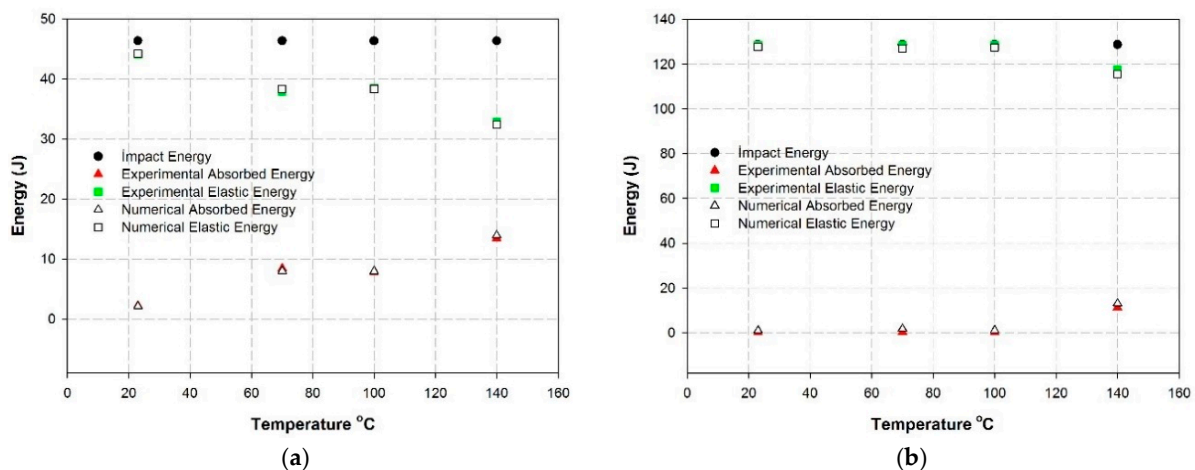 50
40
30
20
10
0
Energy (J)
İmpact Energy
Experimental Absorbed Energy
Experimental Elastic Energy
Numerical Absorbed Energy
Numerical Elastic Energy
0 20 40 60 80 100 120 140 160
Temperature °C
(a)
140
120
100
80
60
40
20
0
Energy (J)
İmpact Energy
Experimental Absorbed Energy
Experimental Elastic Energy
Numerical Absorbed Energy
Numerical Elastic Energy
0 20 40 60 80 100 120 140 160
Temperature °C
(b)